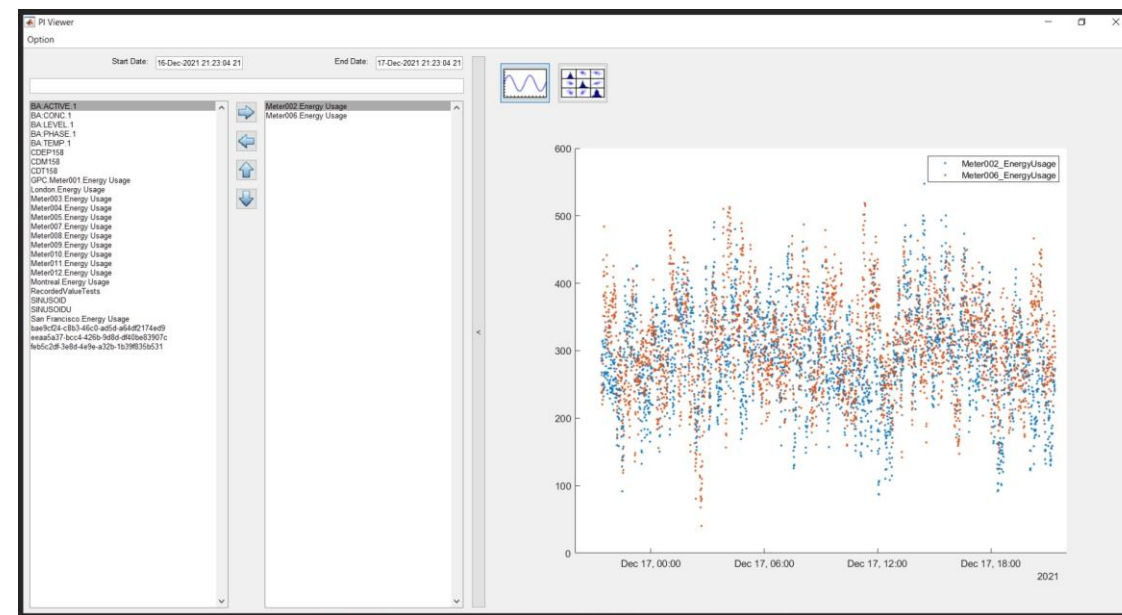 PI Viewer
Option
Start Date: 16-Dec-2021 21:23:04 21
End Date: 17-Dec-2021 21:23:04 21
BA:ACTIVE.1
BA:CONC.1
BA:LEVEL.1
BA:PHASE.1
BA:TEMP.1
CDEP158
CDM158
CDT158
GPC.Meter001.Energy Usage
London.Energy Usage
Meter003.Energy Usage
Meter004.Energy Usage
Meter005.Energy Usage
Meter007.Energy Usage
Meter008.Energy Usage
Meter009.Energy Usage
Meter010.Energy Usage
Meter011.Energy Usage
Meter012.Energy Usage
Montreal.Energy Usage
RecordedValueTests
SINUSOID
SINUSOIDU
San Francisco.Energy Usage
bae9cf24-c8b3-46c0-ad5d-a64df2174ed9
eeaa5a37-bcc4-426b-9d8d-df40be83907c
feb5c2df-3e8d-4e9e-a32b-1b39f835b531
Meter002.Energy Usage
Meter006.Energy Usage
<
Meter002_EnergyUsage
Meter006_EnergyUsage
600
500
400
300
200
100
0
Dec 17, 00:00
Dec 17, 06:00
Dec 17, 12:00
Dec 17, 18:00
2021